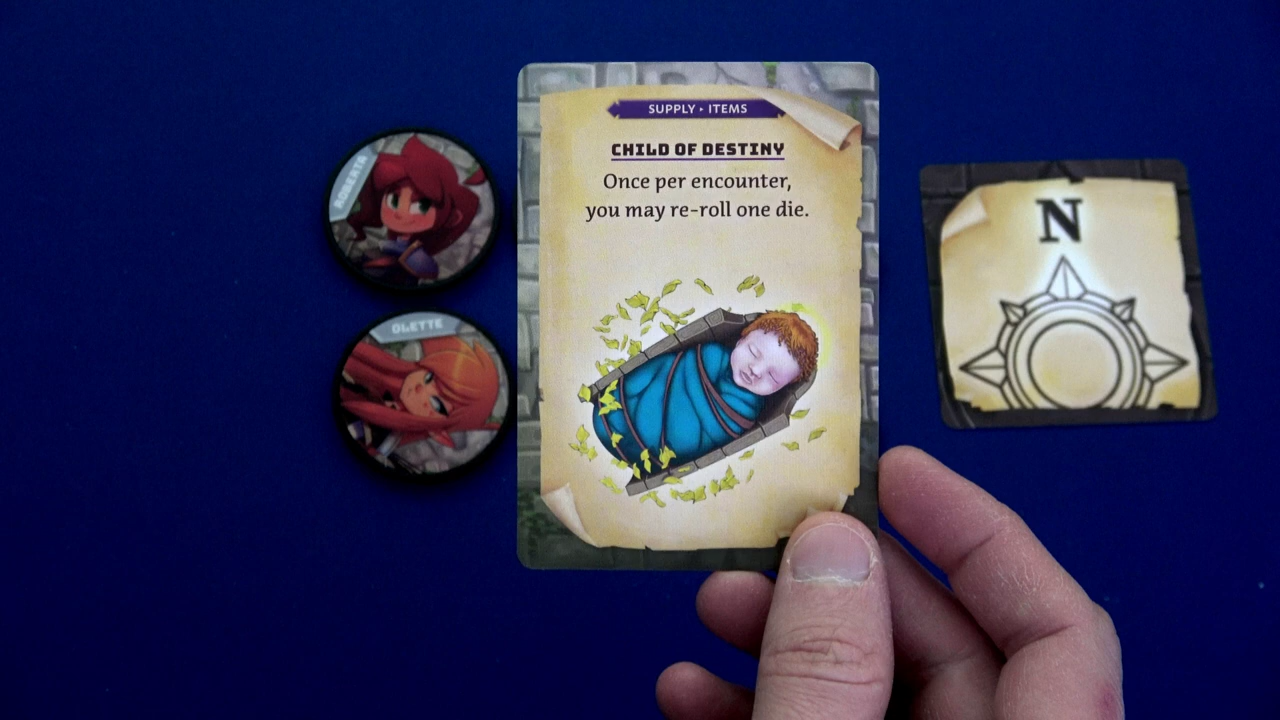 ROBERTA
OLETTE
SUPPLY • ITEMS
CHILD OF DESTINY
Once per encounter,
you may re-roll one die.
N